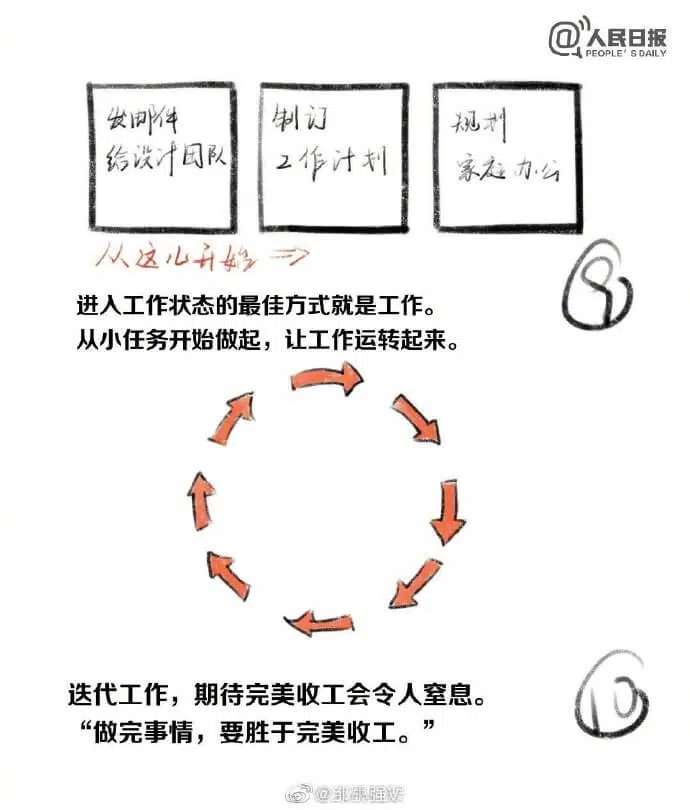 @人民日报
PEOPLE'S DAILY
发邮件
给设计团队
制订
工作计划
规划
家庭办公
从这儿开始⇒
9
进入工作状态的最佳方式就是工作。
从小任务开始做起，让工作运转起来。
迭代工作，期待完美收工会令人窒息。
“做完事情，要胜于完美收工。”
10